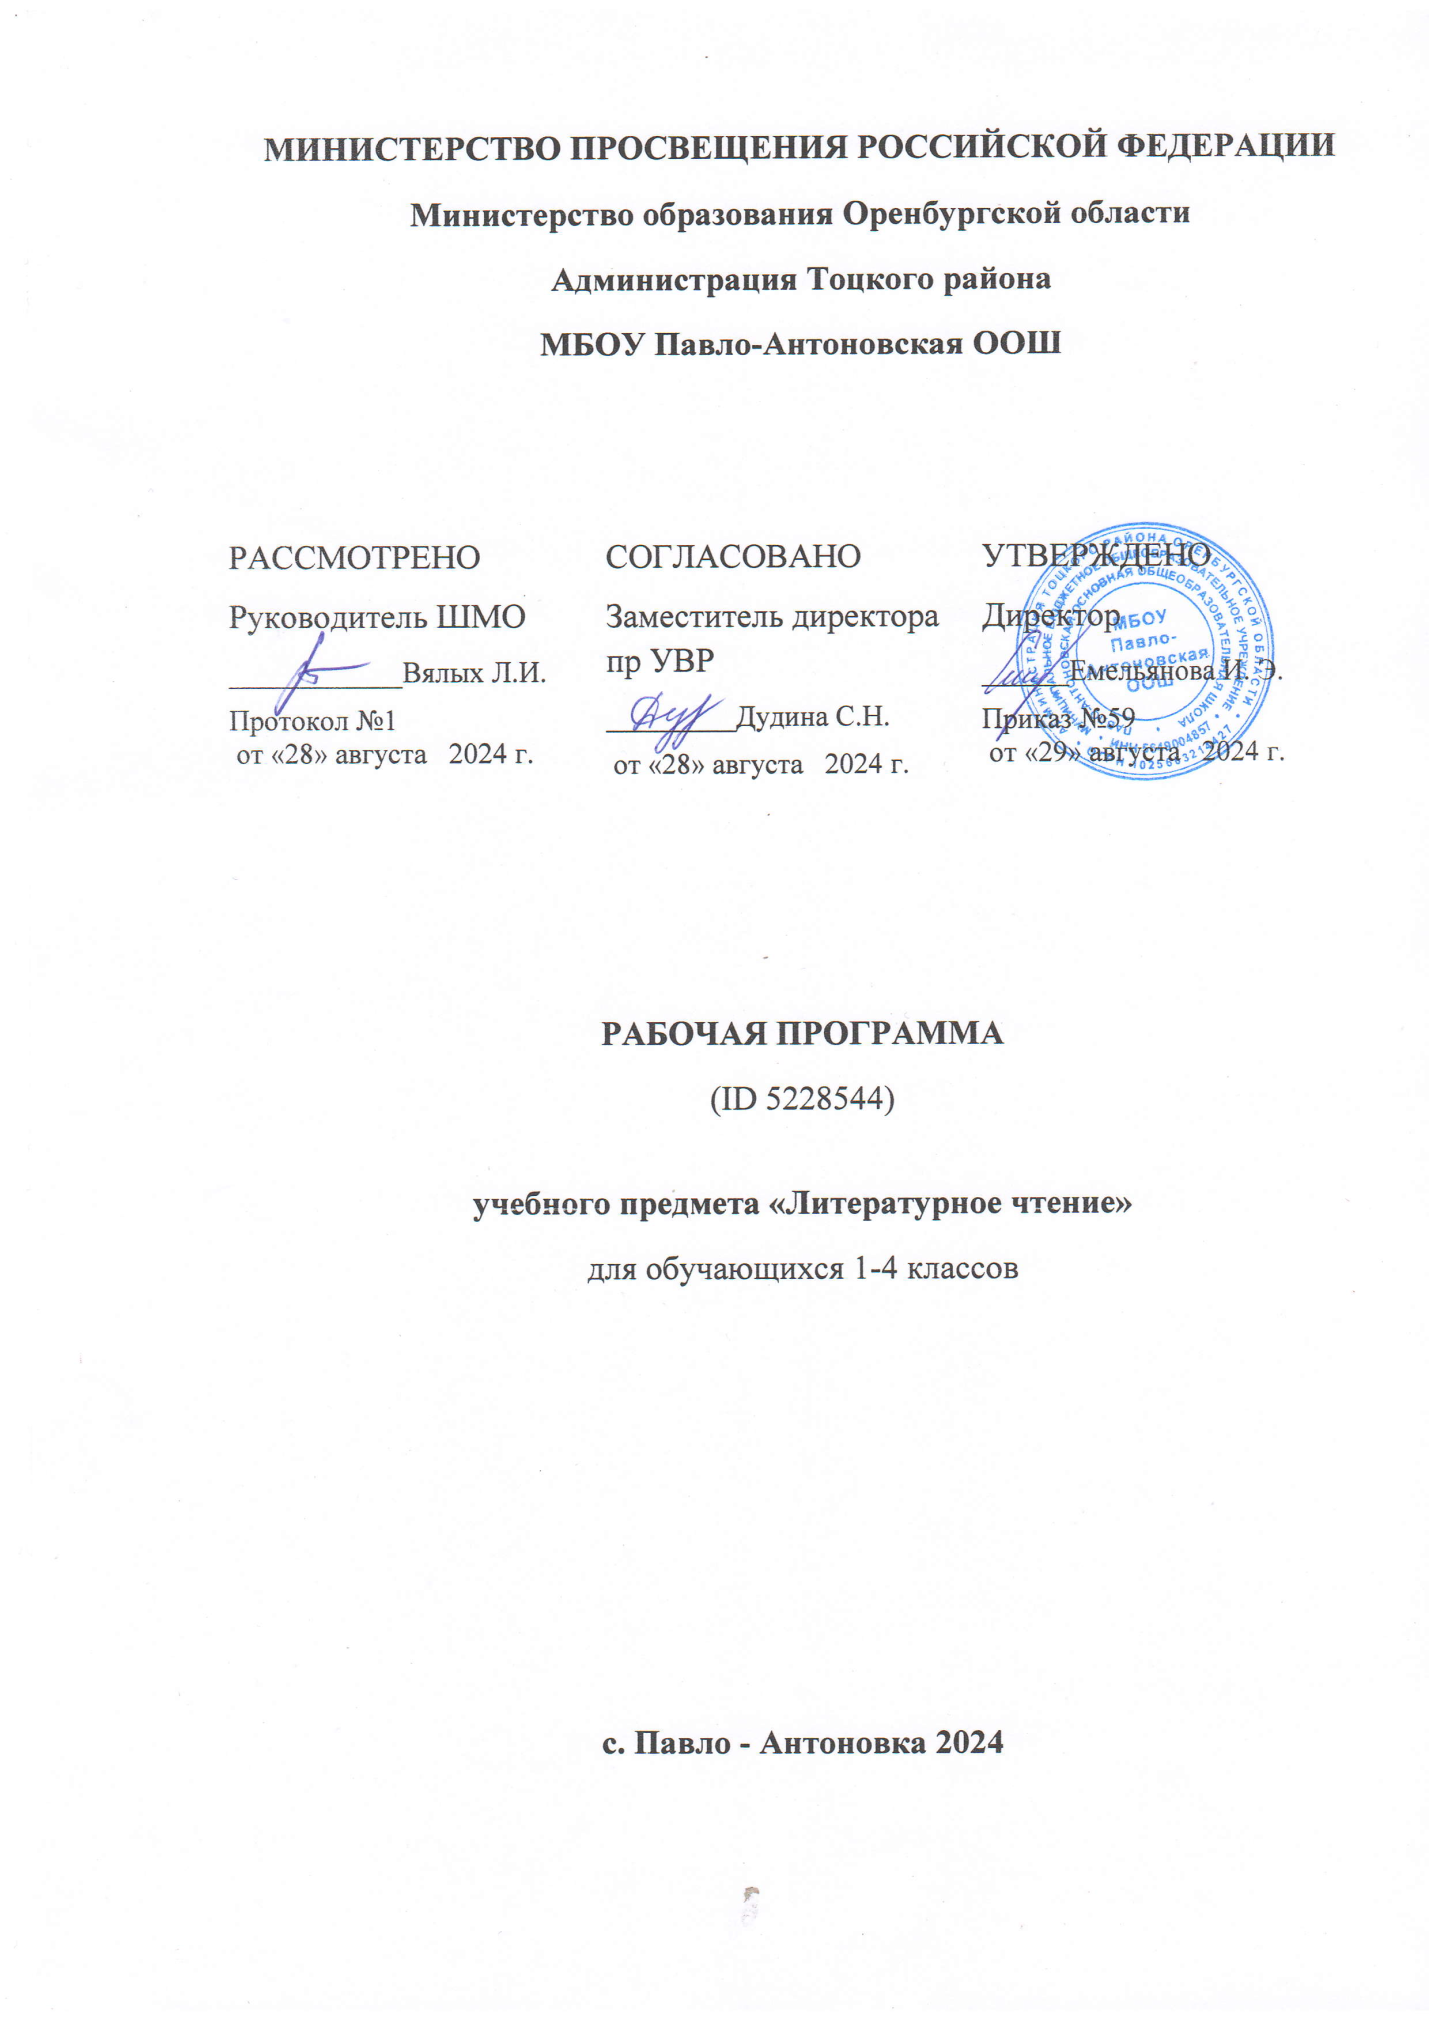 МИНИСТЕРСТВО ПРОСВЕЩЕНИЯ РОССИЙСКОЙ ФЕДЕРАЦИИ
Министерство образования Оренбургской области
Администрация Тоцкого района
МБОУ Павло-Антоновская ООШ
РАССМОТРЕНО
Руководитель ШМО
____________Вялых Л.И.
Протокол №1
от «28» августа 2024 г.
СОГЛАСОВАНО
Заместитель директора
пр УВР
_________Дудина С.Н.
от «28» августа 2024 г.
УТВЕРЖДЕНО
Директор
______Емельянова И. Э.
Приказ №59
от «29» августа 2024 г.
МБОУ
Павло-
Антоновская
ООШ
РАБОЧАЯ ПРОГРАММА
(ID 5228544)
учебного предмета «Литературное чтение»
для обучающихся 1-4 классов
с. Павло - Антоновка 2024